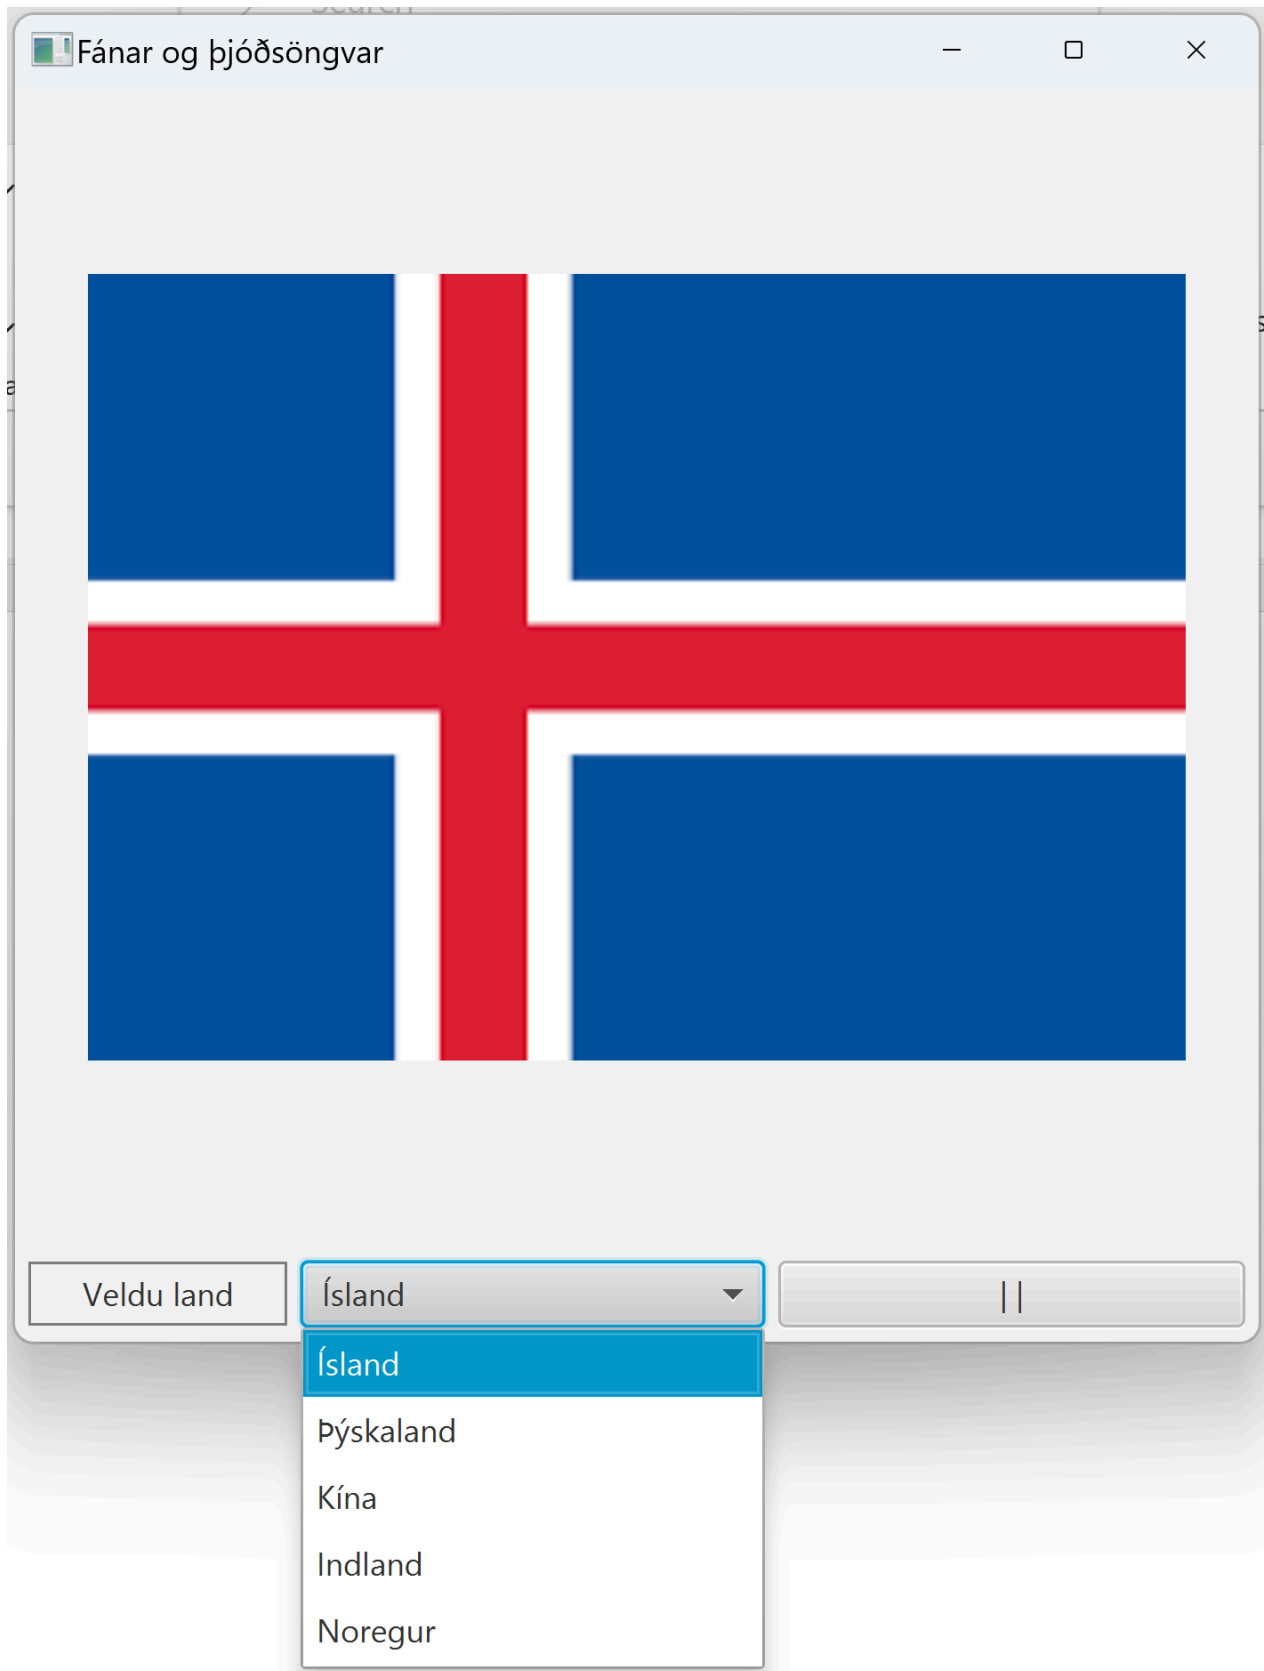 Fánar og þjóðsöngvar
Veldu land
Ísland
||
Ísland
Þýskaland
Kína
Indland
Noregur